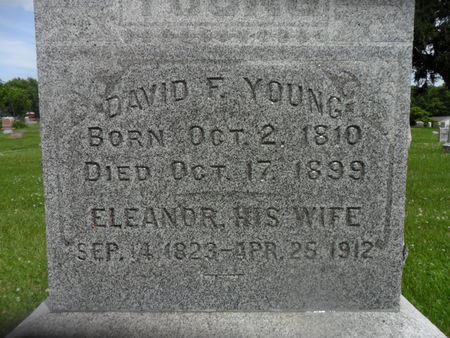 YOUNG
DAVID F. YOUNG
BORN OCT. 2, 1810
DIED OCT. 17, 1899
ELEANOR, HIS WIFE
SEP. 14, 1823–APR. 25, 1912